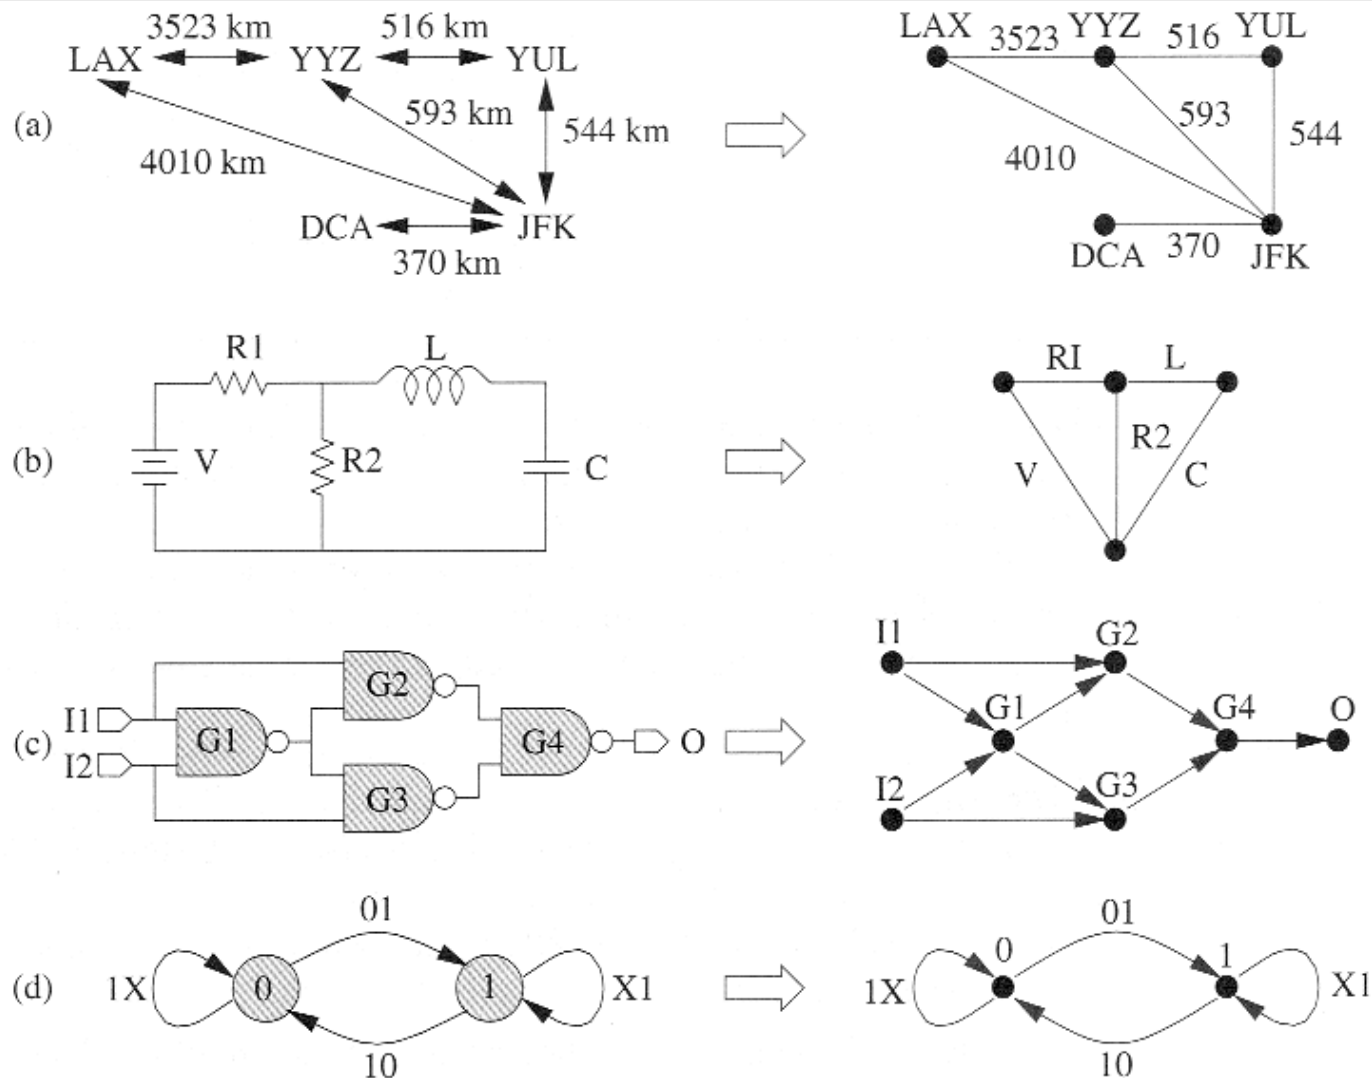 (a)
3523 km 516 km
LAX YYZ YUL
593 km
544 km
4010 km
DCA JFK
370 km
LAX YYZ YUL
3523 516
593
544
4010
DCA 370 JFK
(b)
R1 L
V R2 C
RI L
R2
V C
(c)
I1
I2
G1
G2
G3
G4
O
I1 G2
G1 G4 O
I2 G3
(d)
01
1X 0 1 X1
10
01
0 1
1X X1
10